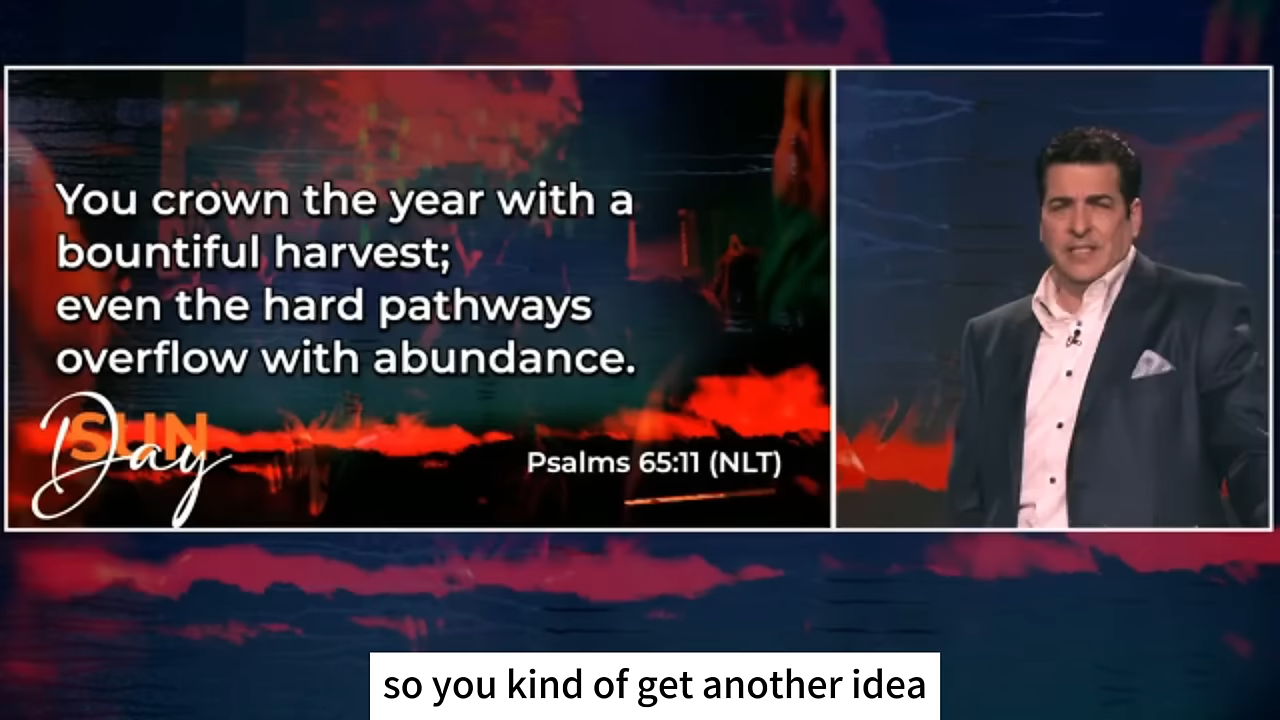 You crown the year with a
bountiful harvest;
even the hard pathways
overflow with abundance.
SUN
Day
Psalms 65:11 (NLT)
so you kind of get another idea